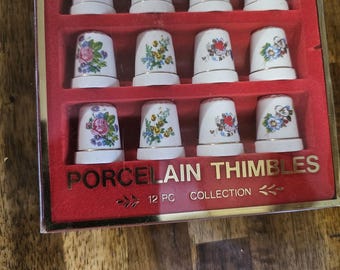 PORCELAIN THIMBLES
12 PC COLLECTION